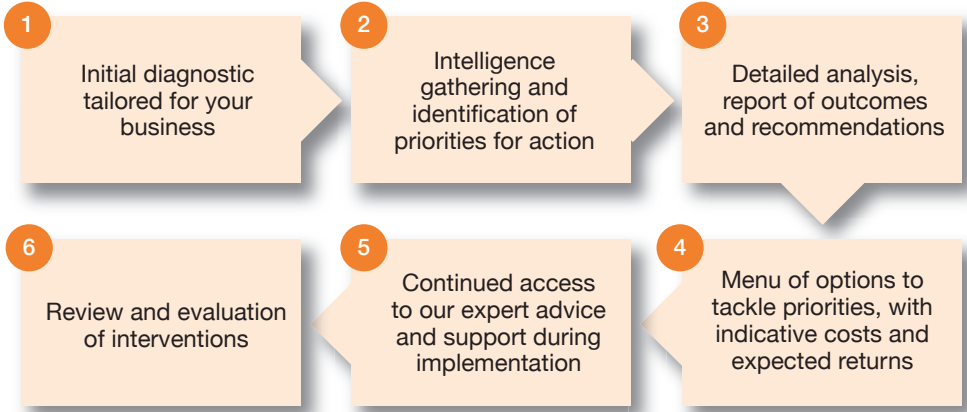 1
Initial diagnostic
tailored for your
business
2
Intelligence
gathering and
identification of
priorities for action
3
Detailed analysis,
report of outcomes
and recommendations
4
Menu of options to
tackle priorities, with
indicative costs and
expected returns
5
Continued access
to our expert advice
and support during
implementation
6
Review and evaluation
of interventions